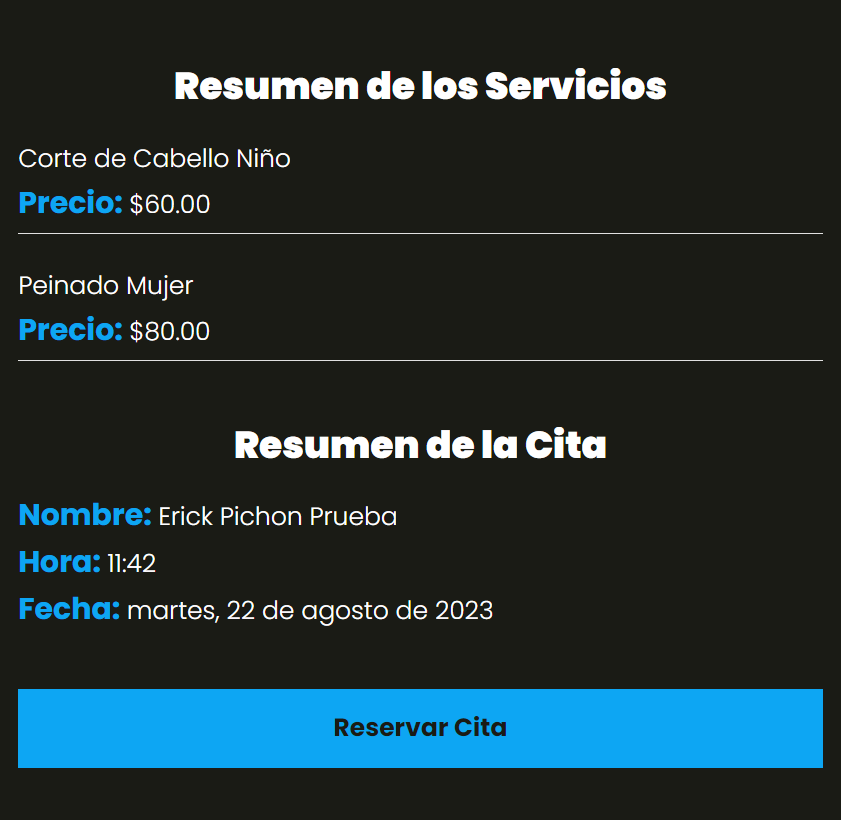 Resumen de los Servicios
Corte de Cabello Niño
Precio: $60.00
Peinado Mujer
Precio: $80.00
Resumen de la Cita
Nombre: Erick Pichon Prueba
Hora: 11:42
Fecha: martes, 22 de agosto de 2023
Reservar Cita